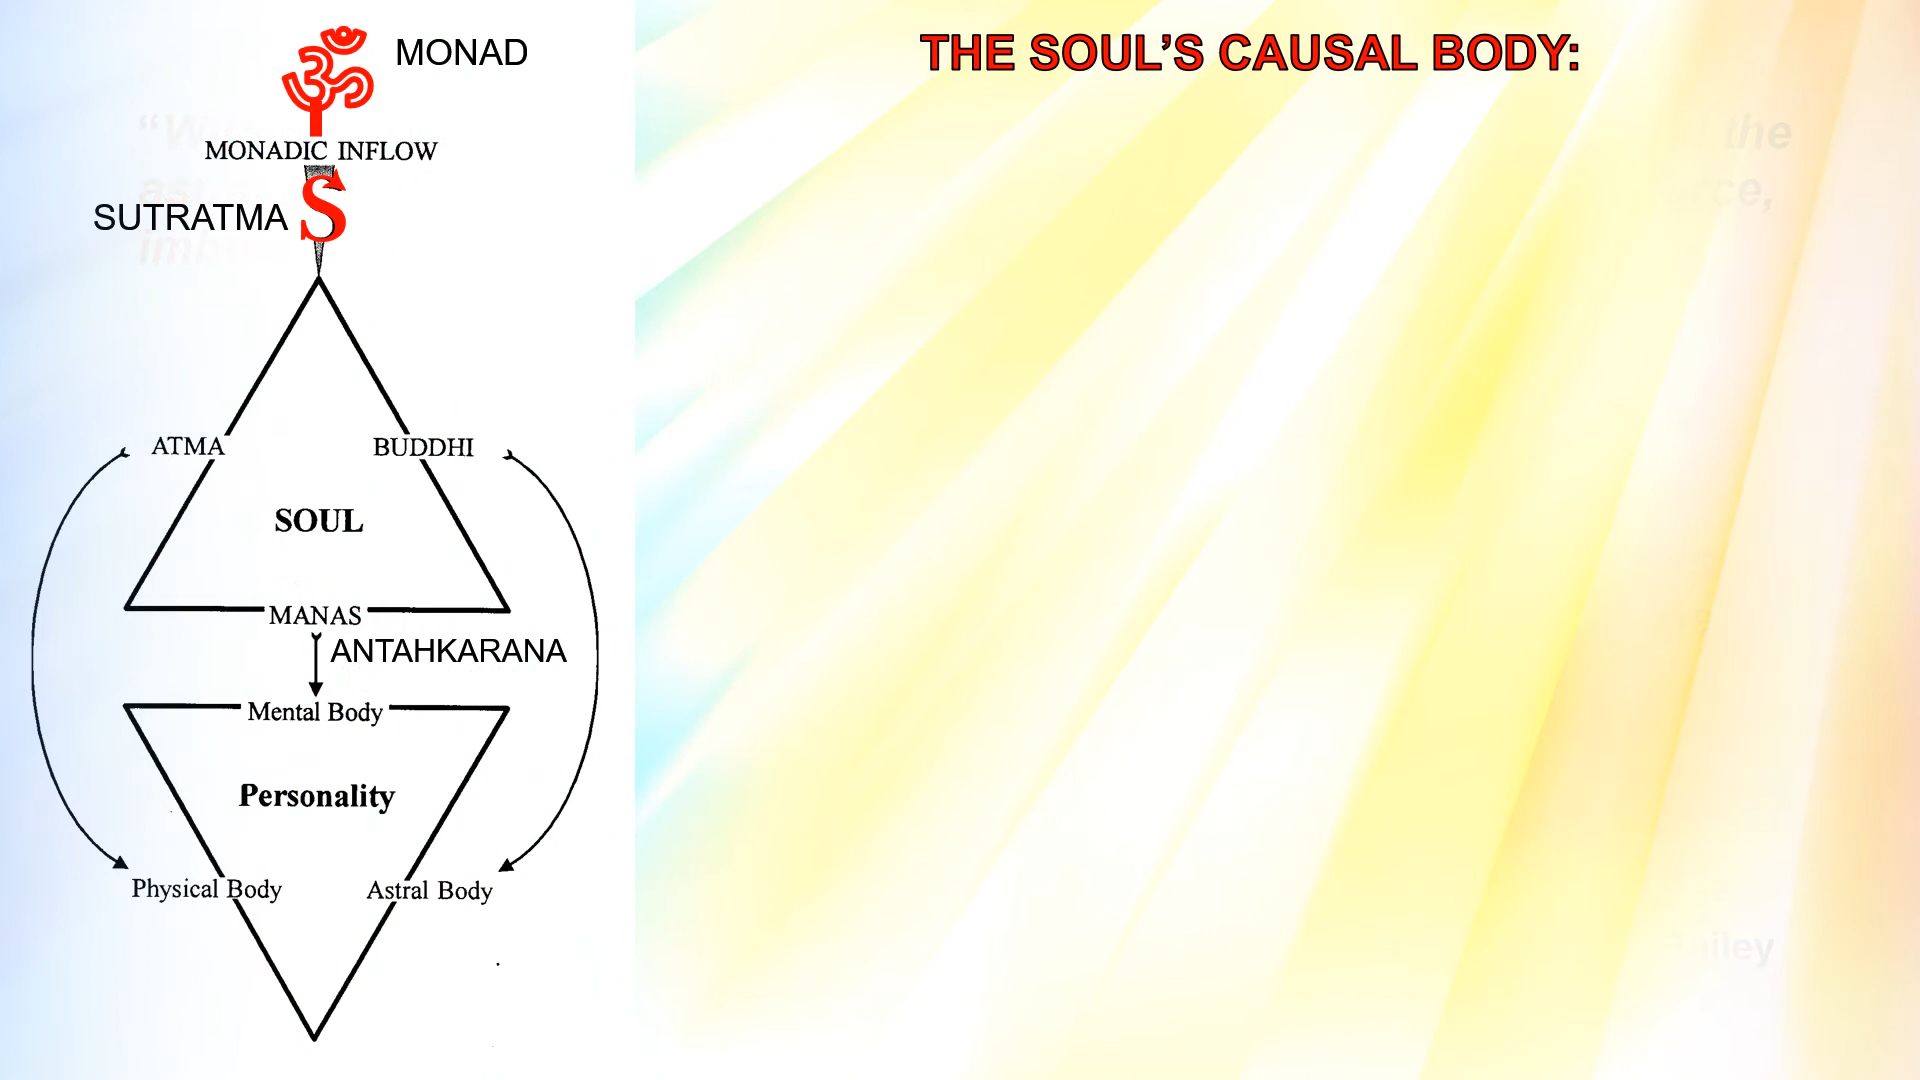 THE SOUL’S CAUSAL BODY:
ॐ MONAD
MONADIC INFLOW
SUTRATMA S
ATMA
BUDDHI
SOUL
MANAS
ANTAHKARANA
Mental Body
Personality
Physical Body
Astral Body
the